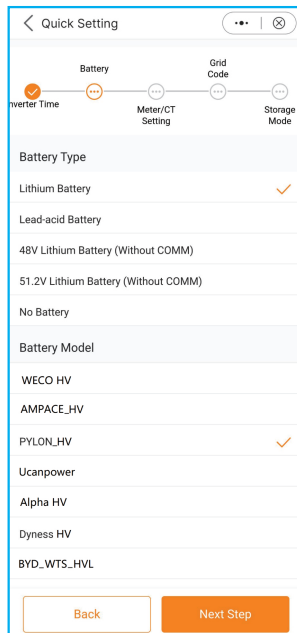 Quick Setting
Battery
Grid
Code
nverter Time
Meter/CT
Setting
Storage
Mode
Battery Type
Lithium Battery
Lead-acid Battery
48V Lithium Battery (Without COMM)
51.2V Lithium Battery (Without COMM)
No Battery
Battery Model
WECO HV
AMPACE_HV
PYLON_HV
Ucanpower
Alpha HV
Dyness HV
BYD_WTS_HVL
Back
Next Step